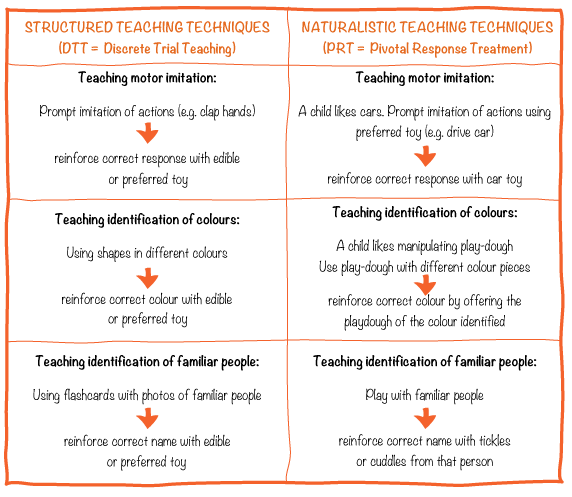 STRUCTURED TEACHING TECHNIQUES
(DTT = Discrete Trial Teaching)
NATURALISTIC TEACHING TECHNIQUES
(PRT = Pivotal Response Treatment)
Teaching motor imitation:
Prompt imitation of actions (e.g. clap hands)
reinforce correct response with edible
or preferred toy
Teaching motor imitation:
A child likes cars. Prompt imitation of actions using
preferred toy (e.g. drive car)
reinforce correct response with car toy
Teaching identification of colours:
Using shapes in different colours
reinforce correct colour with edible
or preferred toy
Teaching identification of colours:
A child likes manipulating play-dough
Use play-dough with different colour pieces
reinforce correct colour by offering the
playdough of the colour identified
Teaching identification of familiar people:
Using flashcards with photos of familiar people
reinforce correct name with edible
or preferred toy
Teaching identification of familiar people:
Play with familiar people
reinforce correct name with tickles
or cuddles from that person